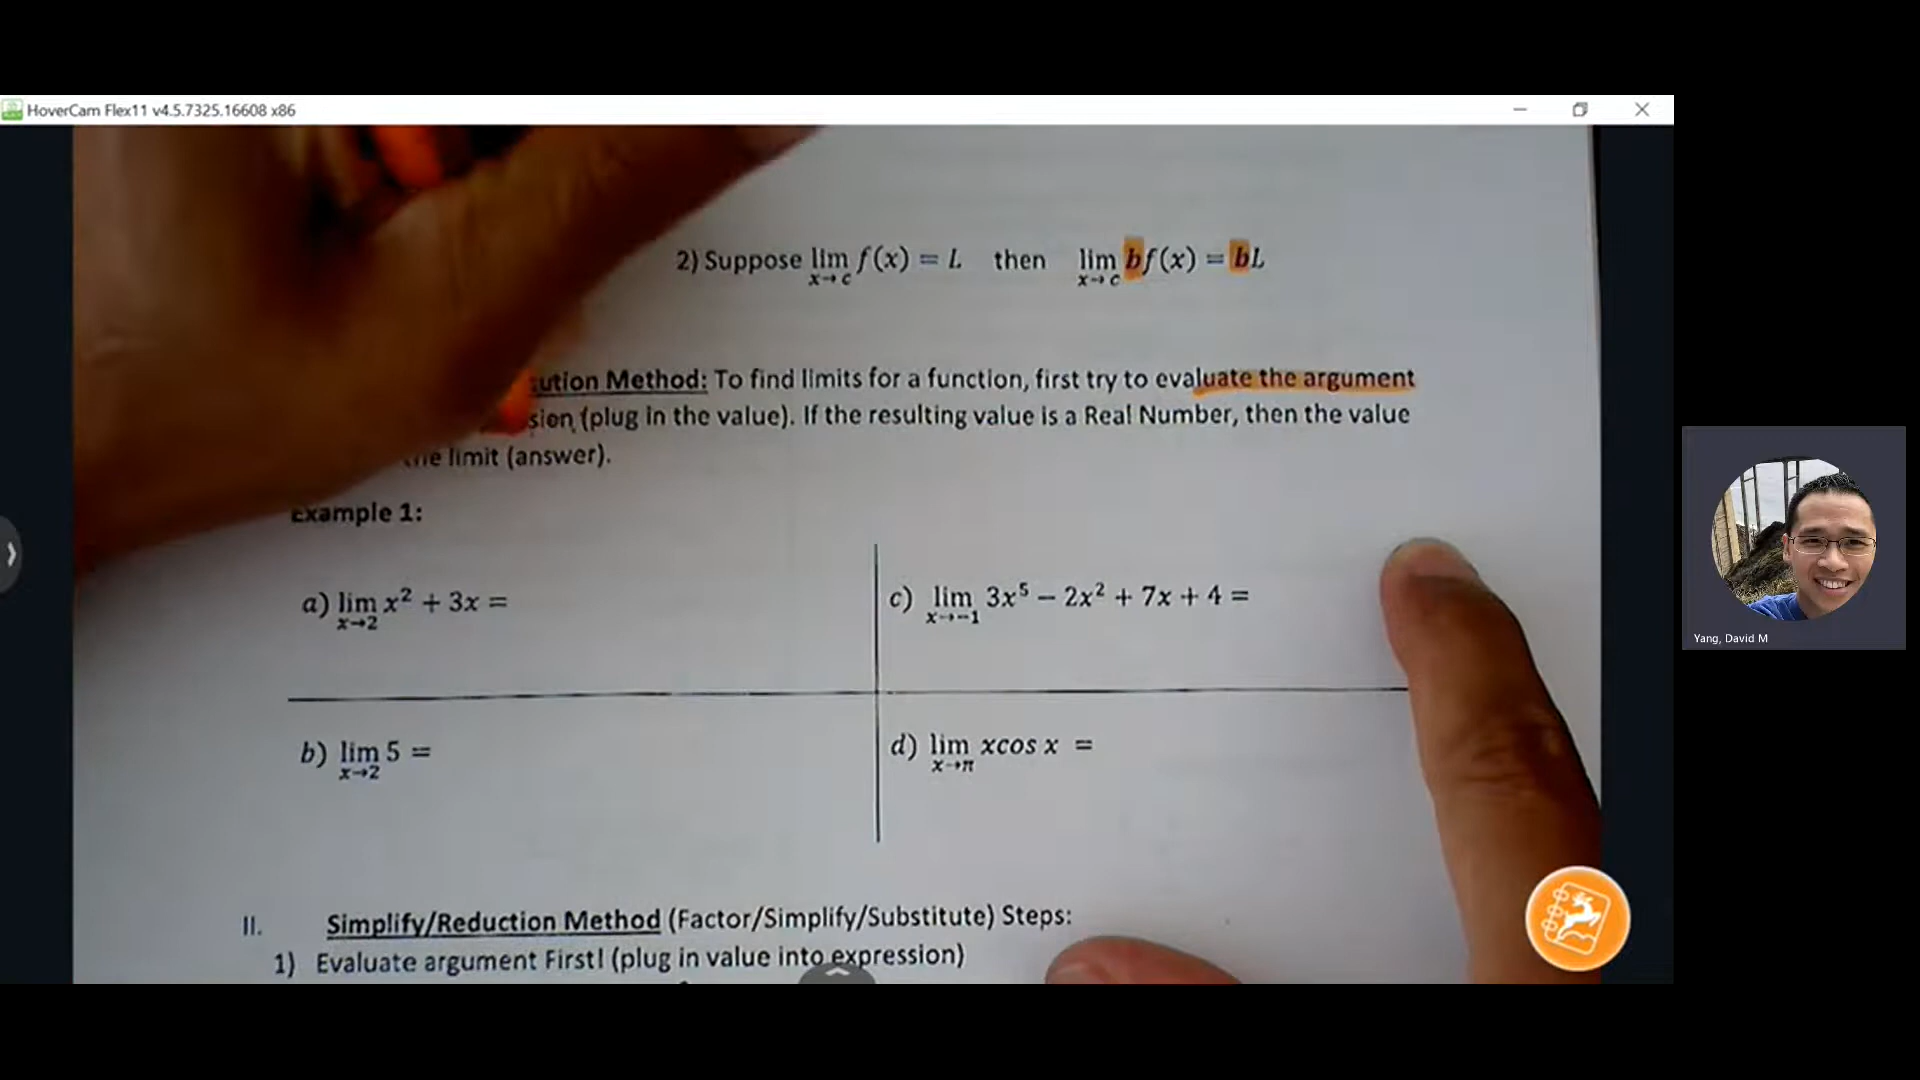 HoverCam Flex11 v4.5.7325.16608 x86
2) Suppose lim f(x) = L then lim bf(x) = bL
x→c x→c
Method: To find limits for a function, first try to evaluate the argument
(plug in the value). If the resulting value is a Real Number, then the value
limit (answer).
Example 1:
a) lim x² + 3x =
x→2
c) lim 3x⁵ − 2x² + 7x + 4 =
x→−1
b) lim 5 =
x→2
d) lim xcos x =
x→π
Yang, David M
II. Simplify/Reduction Method (Factor/Simplify/Substitute) Steps:
1) Evaluate argument First! (plug in value into expression)